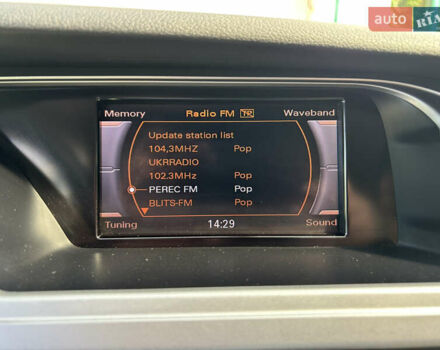 auto RIA
Memory Radio FM TP Waveband
Update station list
104,3MHZ Pop
UKRRADIO
102.3MHz Pop
PEREC FM Pop
BLITS-FM Pop
Tuning 14:29 Sound